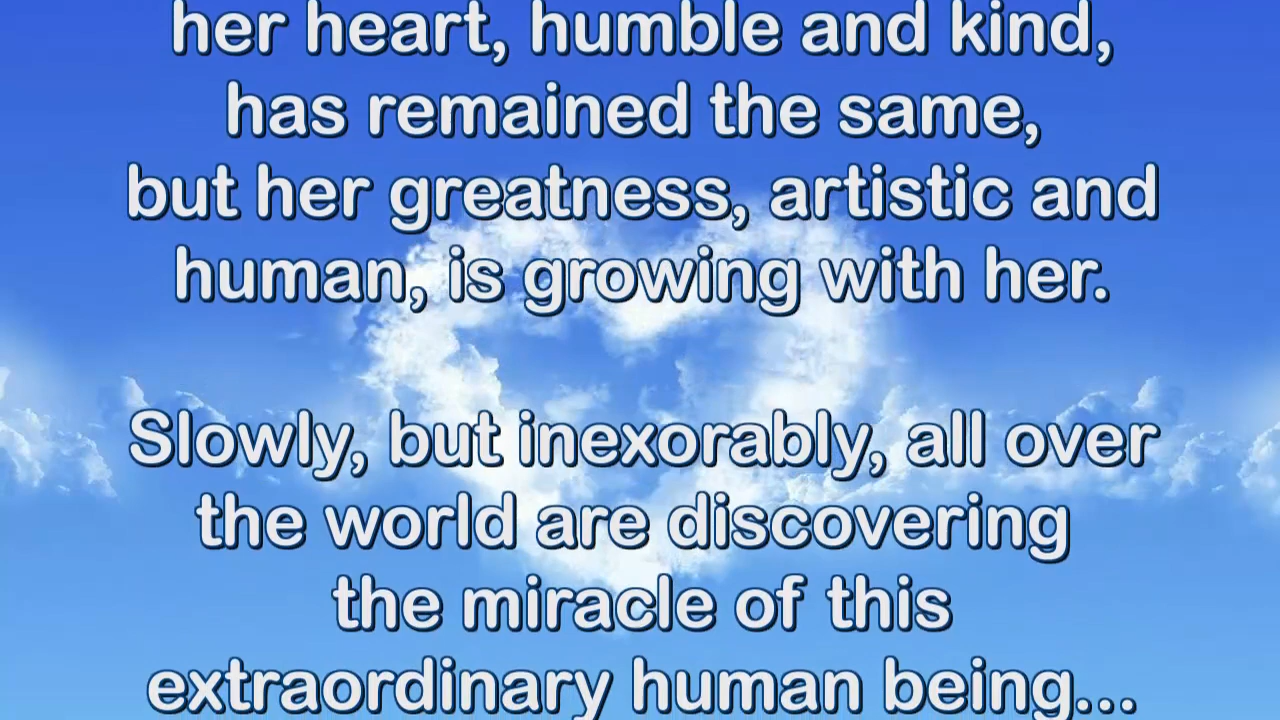 her heart, humble and kind,
has remained the same,
but her greatness, artistic and
human, is growing with her.
Slowly, but inexorably, all over
the world are discovering
the miracle of this
extraordinary human being...